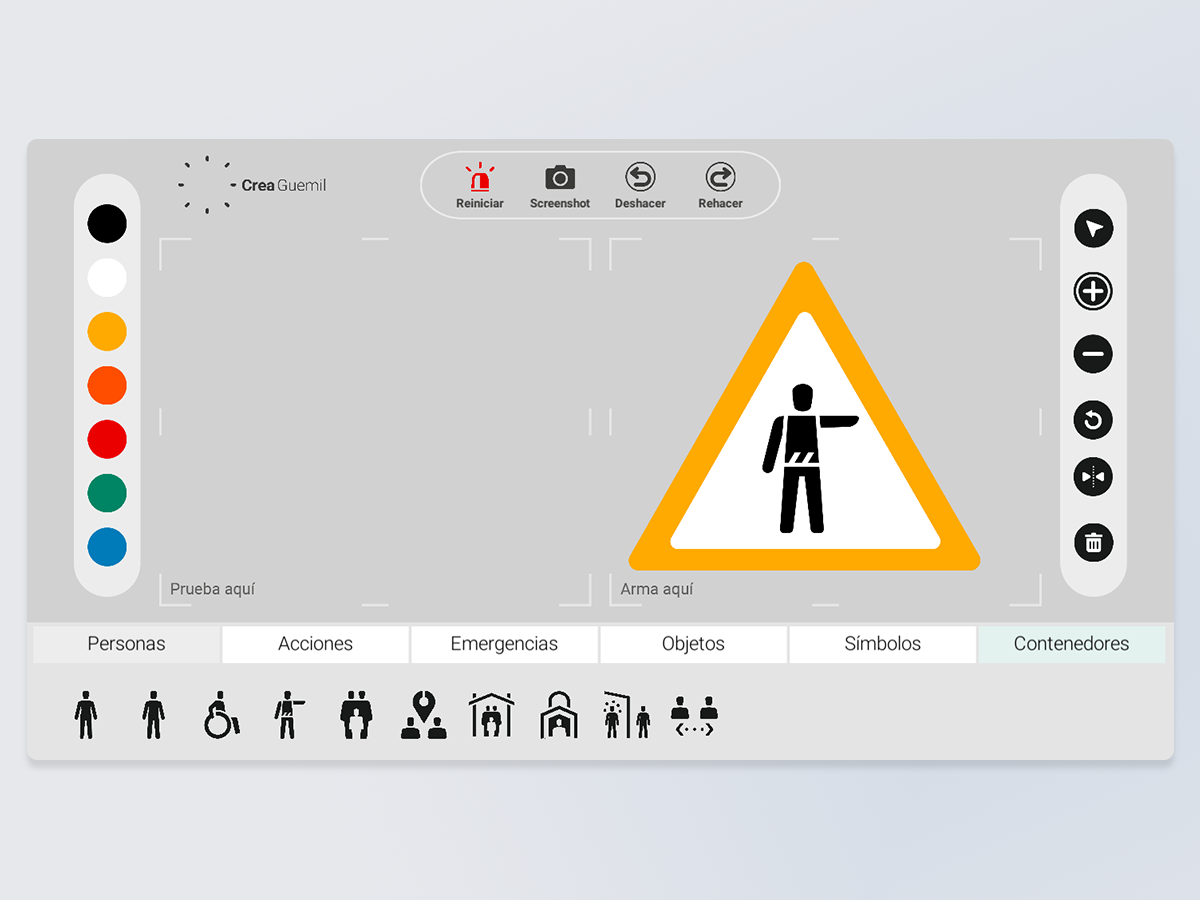 Crea Guemil
Reiniciar
Screenshot
Deshacer
Rehacer
Prueba aquí
Arma aquí
Personas
Acciones
Emergencias
Objetos
Símbolos
Contenedores